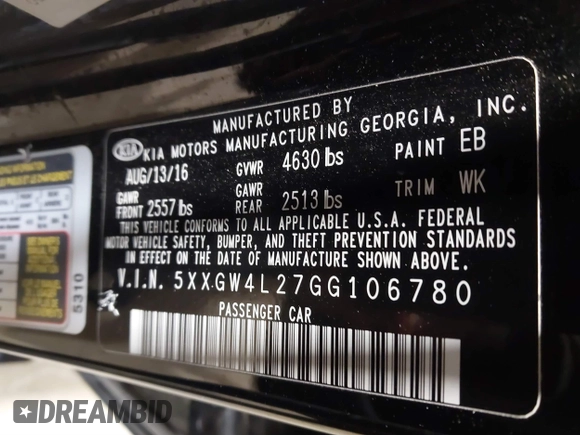 MANUFACTURED BY
KIA KIA MOTORS MANUFACTURING GEORGIA, INC.
AUG/13/16 GVWR 4630 lbs PAINT EB
GAWR FRONT 2557 lbs GAWR REAR 2513 lbs TRIM WK
THIS VEHICLE CONFORMS TO ALL APPLICABLE U.S.A. FEDERAL
MOTOR VEHICLE SAFETY, BUMPER, AND THEFT PREVENTION STANDARDS
IN EFFECT ON THE DATE OF MANUFACTURE SHOWN ABOVE.
V.I.N. 5XXGW4L27GG106780
PASSENGER CAR
5310
DREAMBID